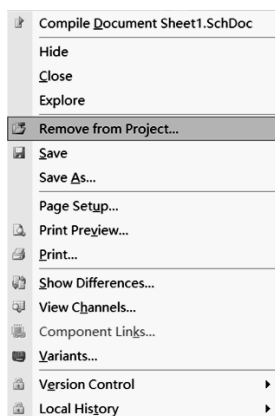 Compile Document Sheet1.SchDoc
Hide
Close
Explore
Remove from Project...
Save
Save As...
Page Setup...
Print Preview...
Print...
Show Differences...
View Channels...
Component Links...
Variants...
Version Control
Local History